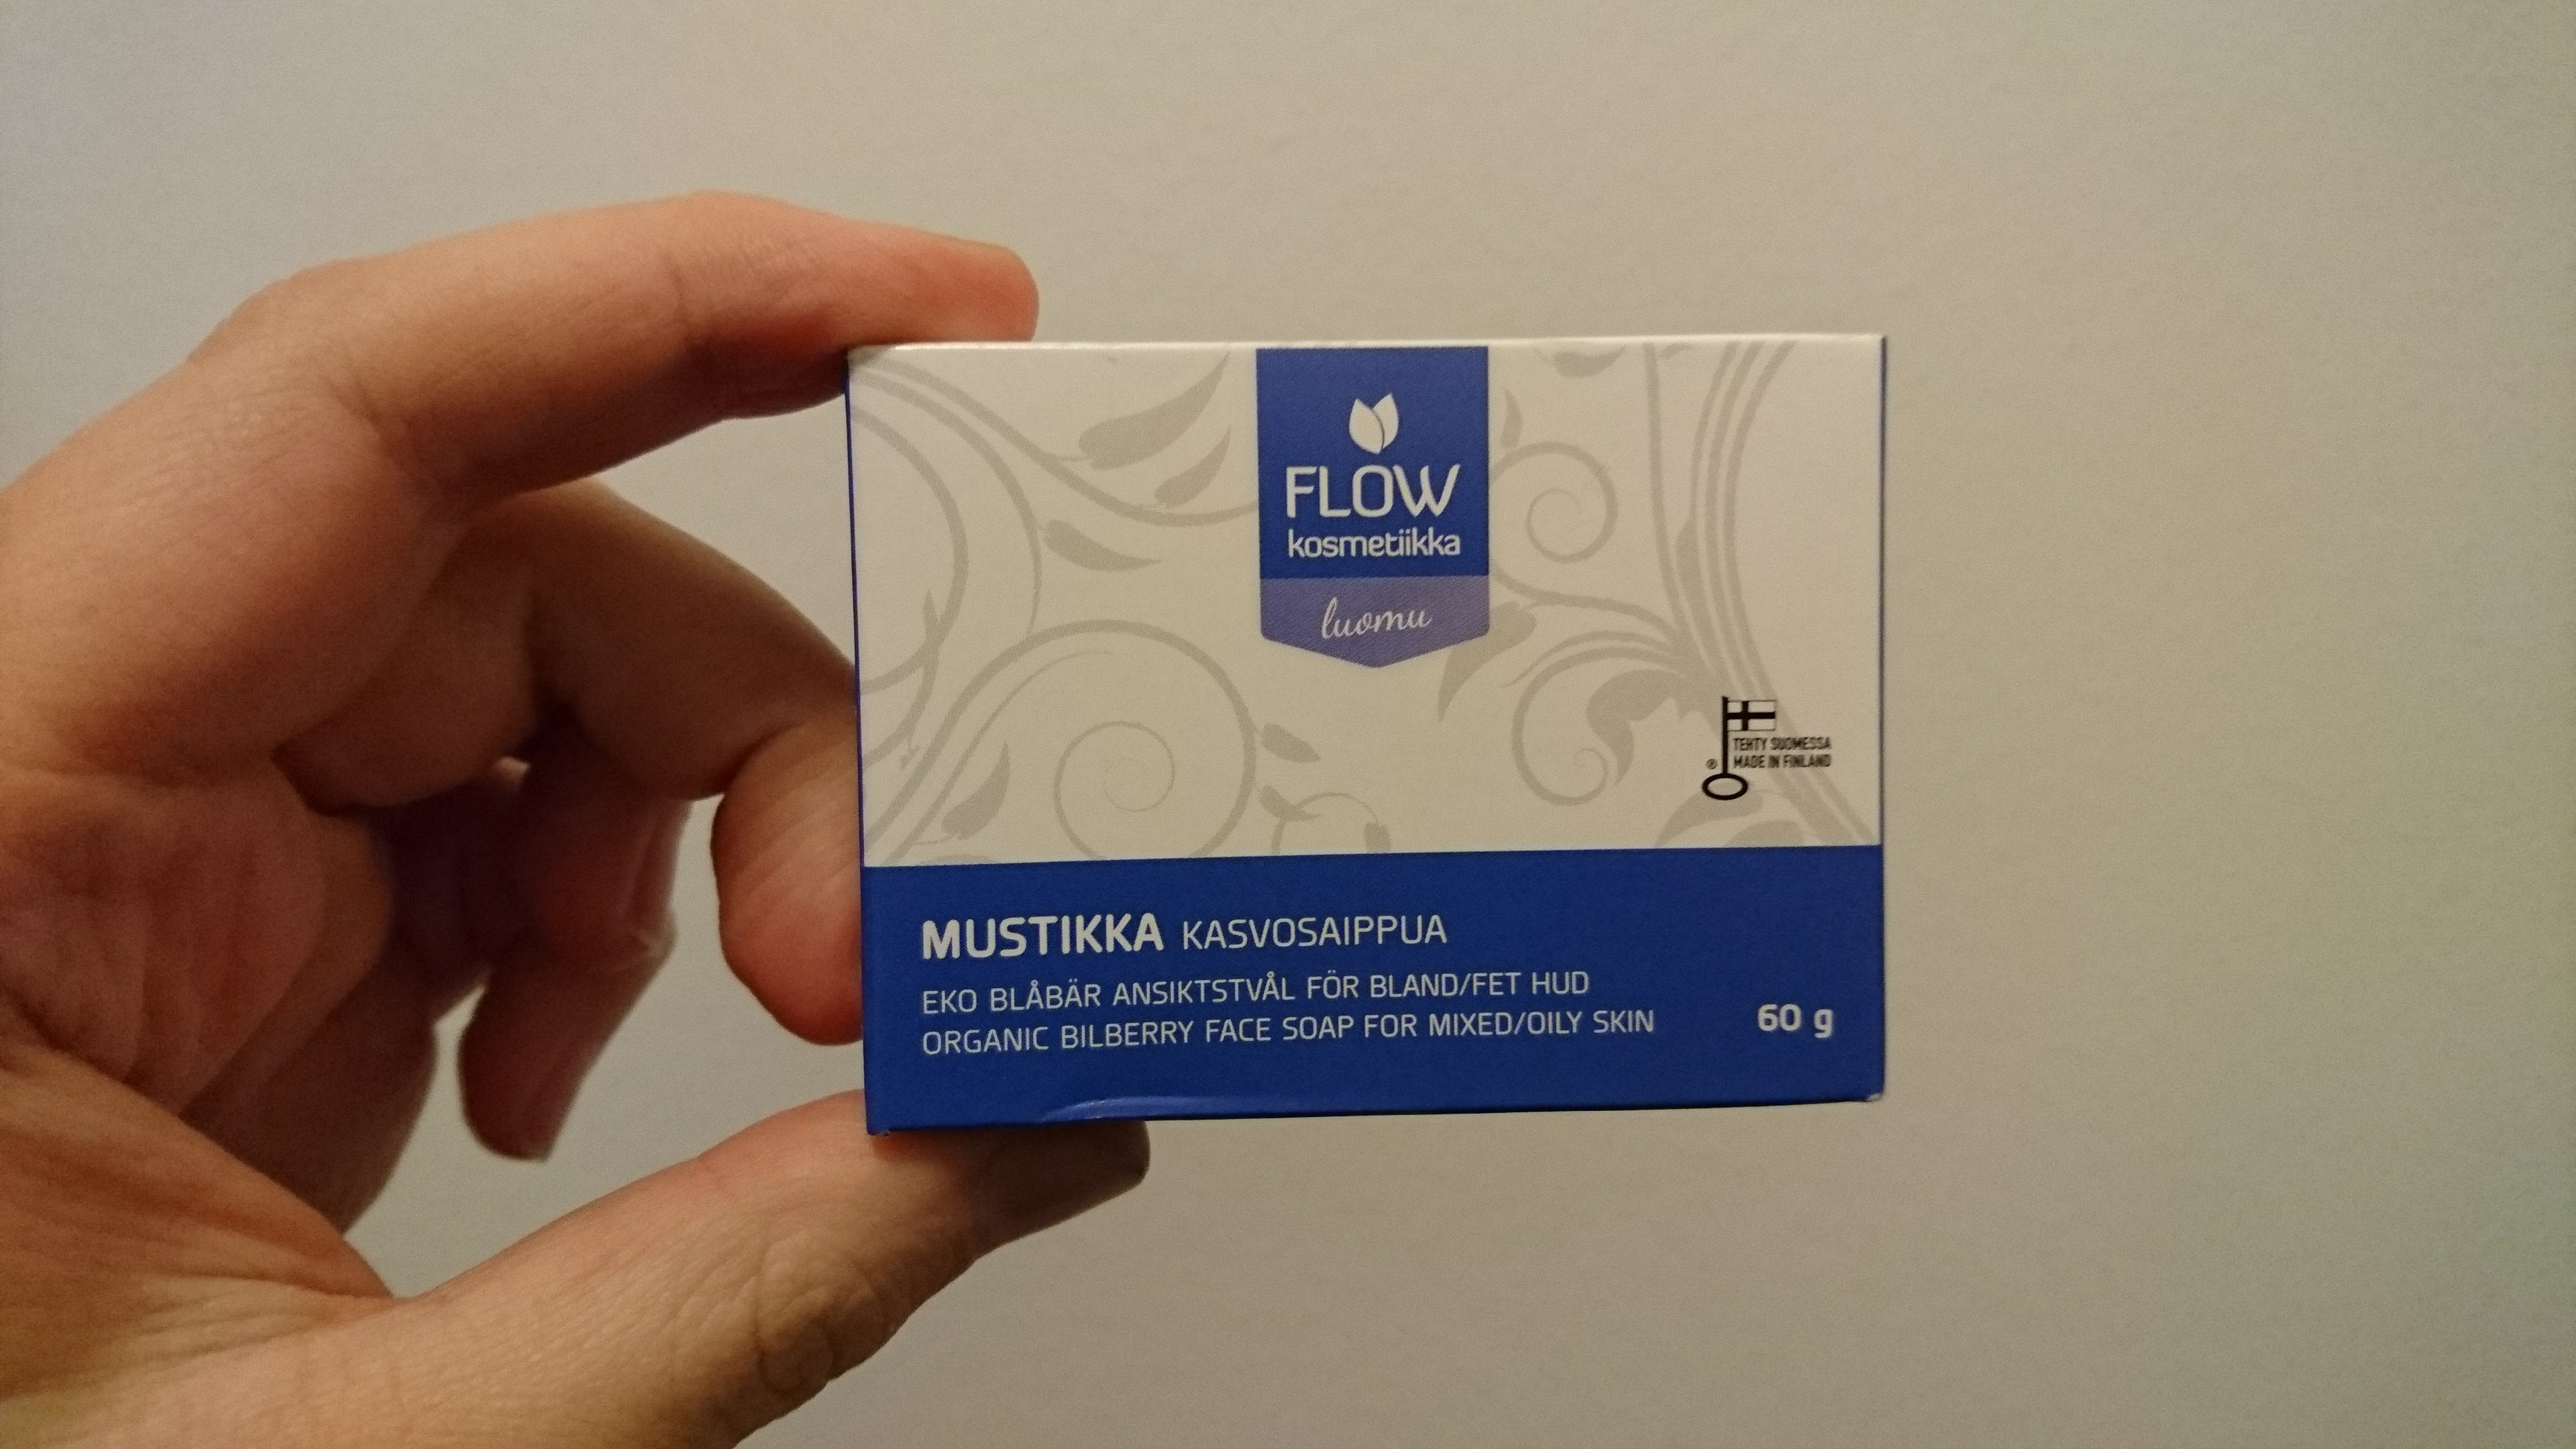 FLOW
kosmetiikka
luomu
TEHTY SUOMESSA
® MADE IN FINLAND
MUSTIKKA KASVOSAIPPUA
EKO BLÅBÄR ANSIKTSTVÅL FÖR BLAND/FET HUD
ORGANIC BILBERRY FACE SOAP FOR MIXED/OILY SKIN
60 g